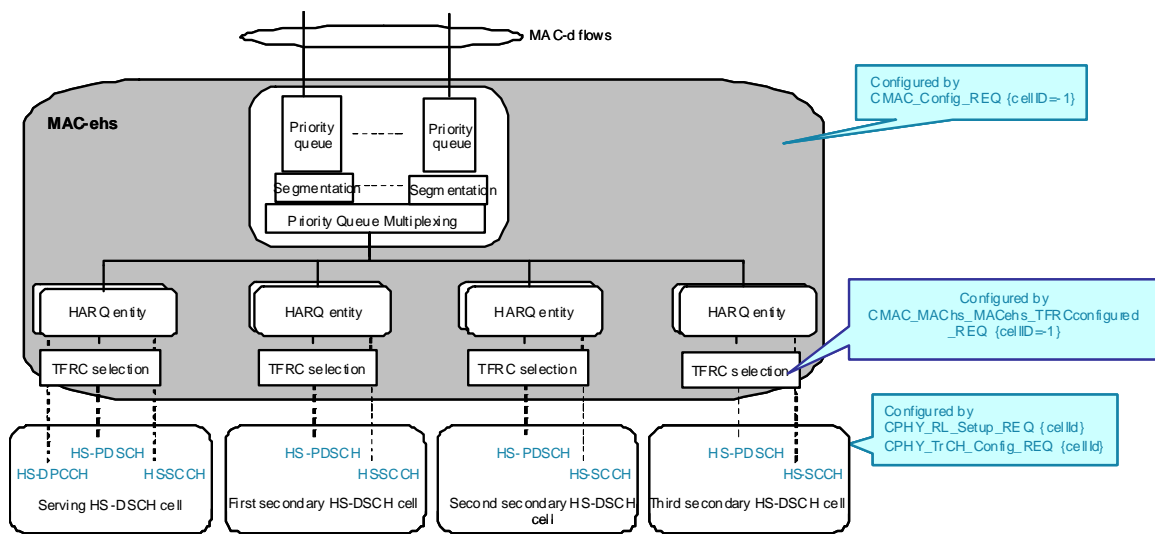 MAC-d flows
Configured by
CMAC_Config_REQ {cellID=-1}
MAC-ehs
Priority
queue
Priority
queue
Segmentation
Segmentation
Priority Queue Multiplexing
HARQ entity
HARQ entity
HARQ entity
HARQ entity
Configured by
CMAC_MAChs_MACehs_TFRCconfigured
_REQ {cellID=-1}
TFRC selection
TFRC selection
TFRC selection
TFRC selection
Configured by
CPHY_RL_Setup_REQ {cellId}
CPHY_TrCH_Config_REQ {cellId}
HS-PDSCH
HS-DPCCH
HSSCCH
Serving HS-DSCH cell
HS-PDSCH
HSSCCH
First secondary HS-DSCH cell
HS-PDSCH
HS-SCCH
Second secondary HS-DSCH
cell
HS-PDSCH
HS-SCCH
Third secondary HS-DSCH cell